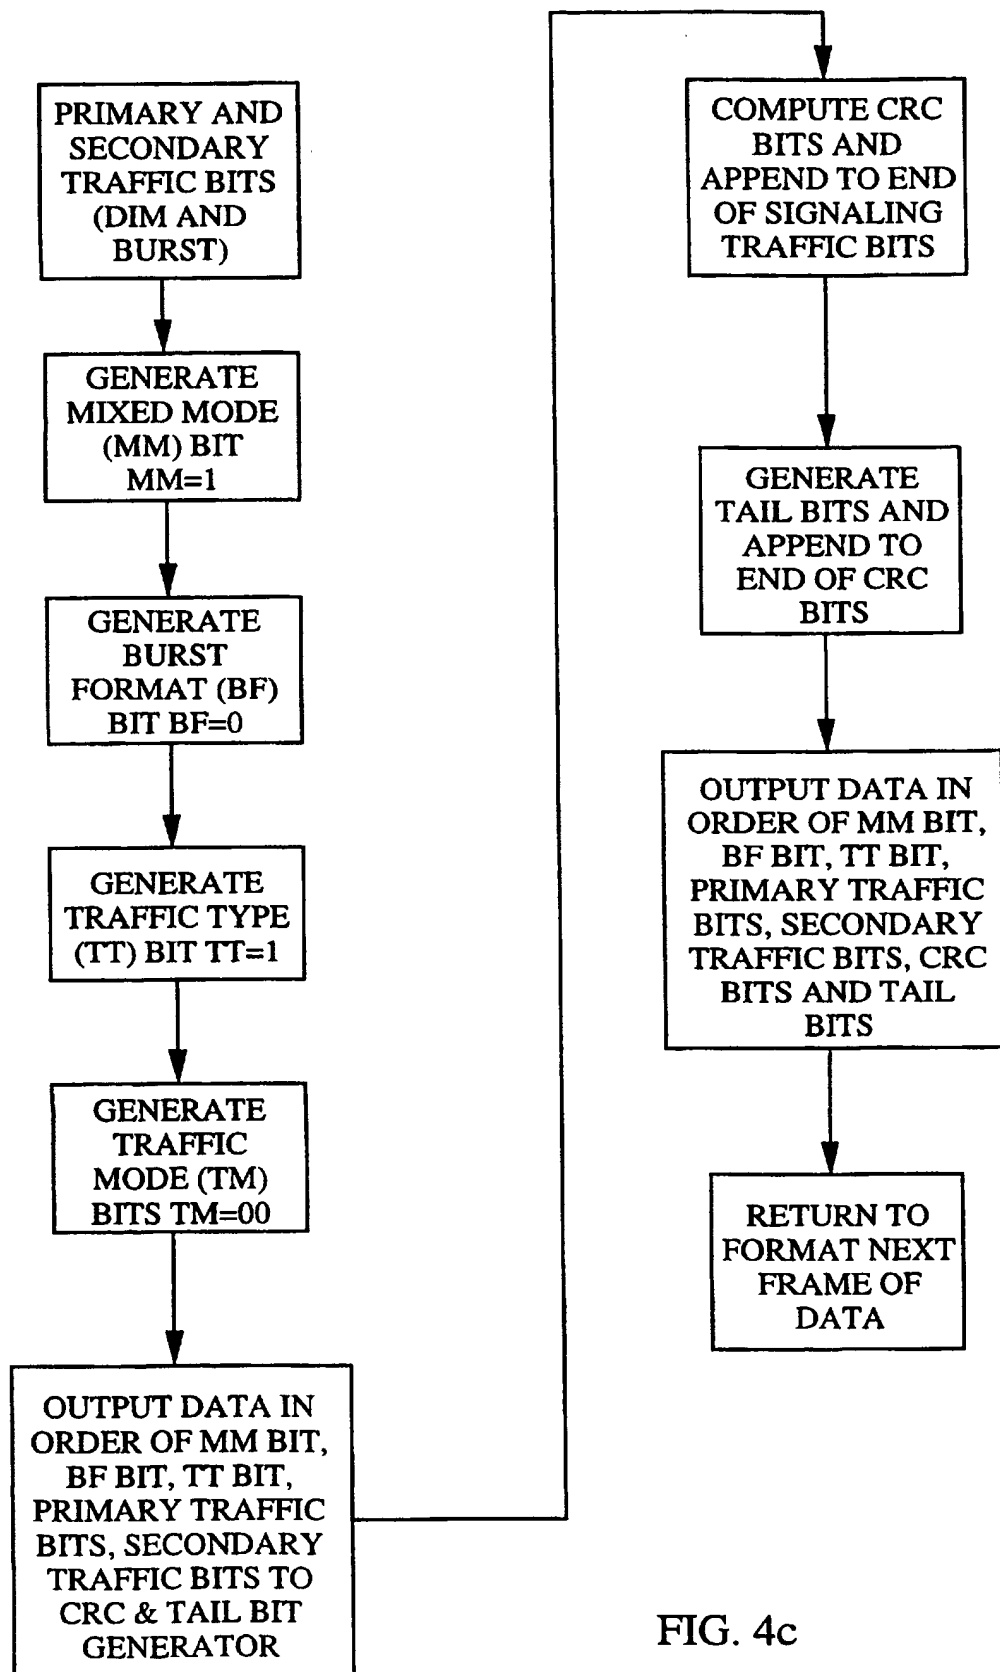 PRIMARY AND
SECONDARY
TRAFFIC BITS
(DIM AND
BURST)
GENERATE
MIXED MODE
(MM) BIT
MM=1
GENERATE
BURST
FORMAT (BF)
BIT BF=0
GENERATE
TRAFFIC TYPE
(TT) BIT TT=1
GENERATE
TRAFFIC
MODE (TM)
BITS TM=00
OUTPUT DATA IN
ORDER OF MM BIT,
BF BIT, TT BIT,
PRIMARY TRAFFIC
BITS, SECONDARY
TRAFFIC BITS TO
CRC & TAIL BIT
GENERATOR
COMPUTE CRC
BITS AND
APPEND TO END
OF SIGNALING
TRAFFIC BITS
GENERATE
TAIL BITS AND
APPEND TO
END OF CRC
BITS
OUTPUT DATA IN
ORDER OF MM BIT,
BF BIT, TT BIT,
PRIMARY TRAFFIC
BITS, SECONDARY
TRAFFIC BITS, CRC
BITS AND TAIL
BITS
RETURN TO
FORMAT NEXT
FRAME OF
DATA
FIG. 4c